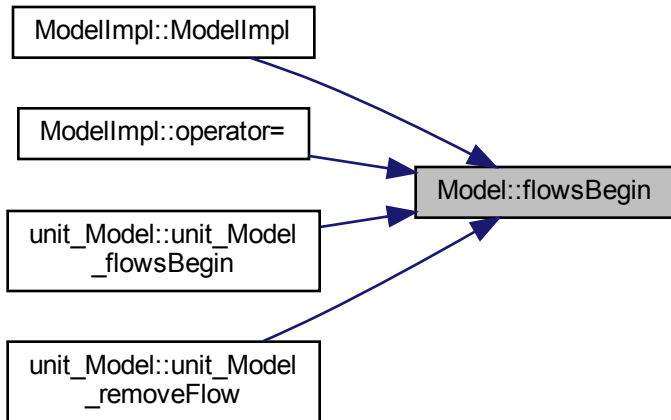 ModelImpl::ModelImpl
ModelImpl::operator=
Model::flowsBegin
unit_Model::unit_Model
_flowsBegin
unit_Model::unit_Model
_removeFlow